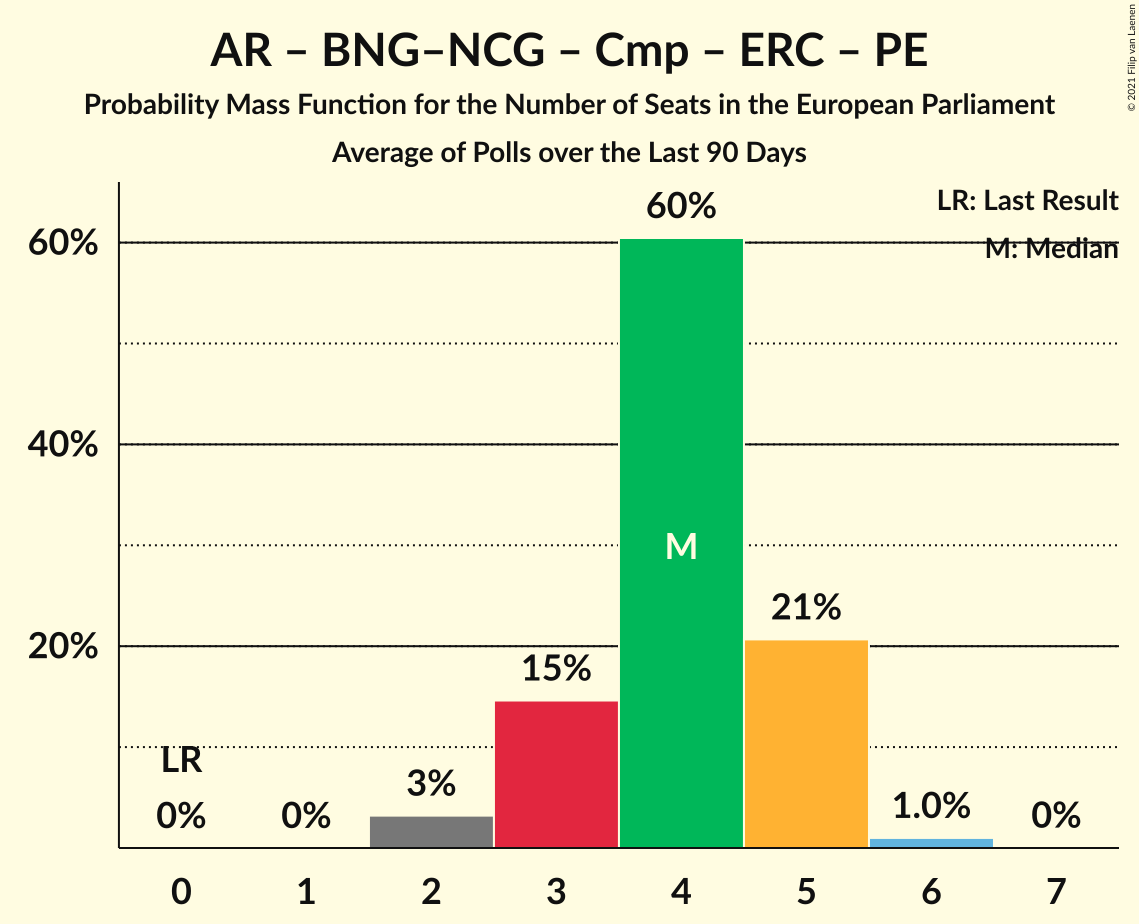 AR – BNG–NCG – Cmp – ERC – PE
Probability Mass Function for the Number of Seats in the European Parliament
Average of Polls over the Last 90 Days
© 2021 Filip van Laenen
LR: Last Result
M: Median
60%
40%
20%
LR
0%
0%
3%
15%
60%
M
21%
1.0%
0%
0 1 2 3 4 5 6 7